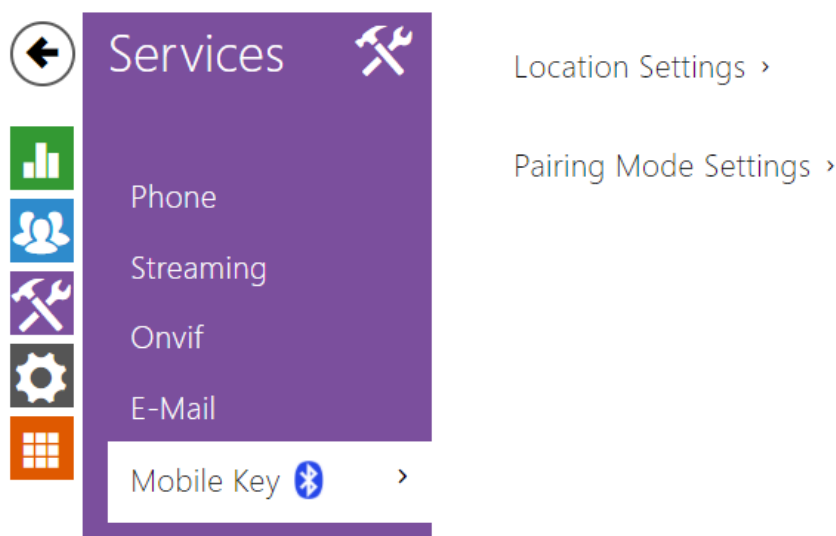 Services
Phone
Streaming
Onvif
E-Mail
Mobile Key
Location Settings
Pairing Mode Settings